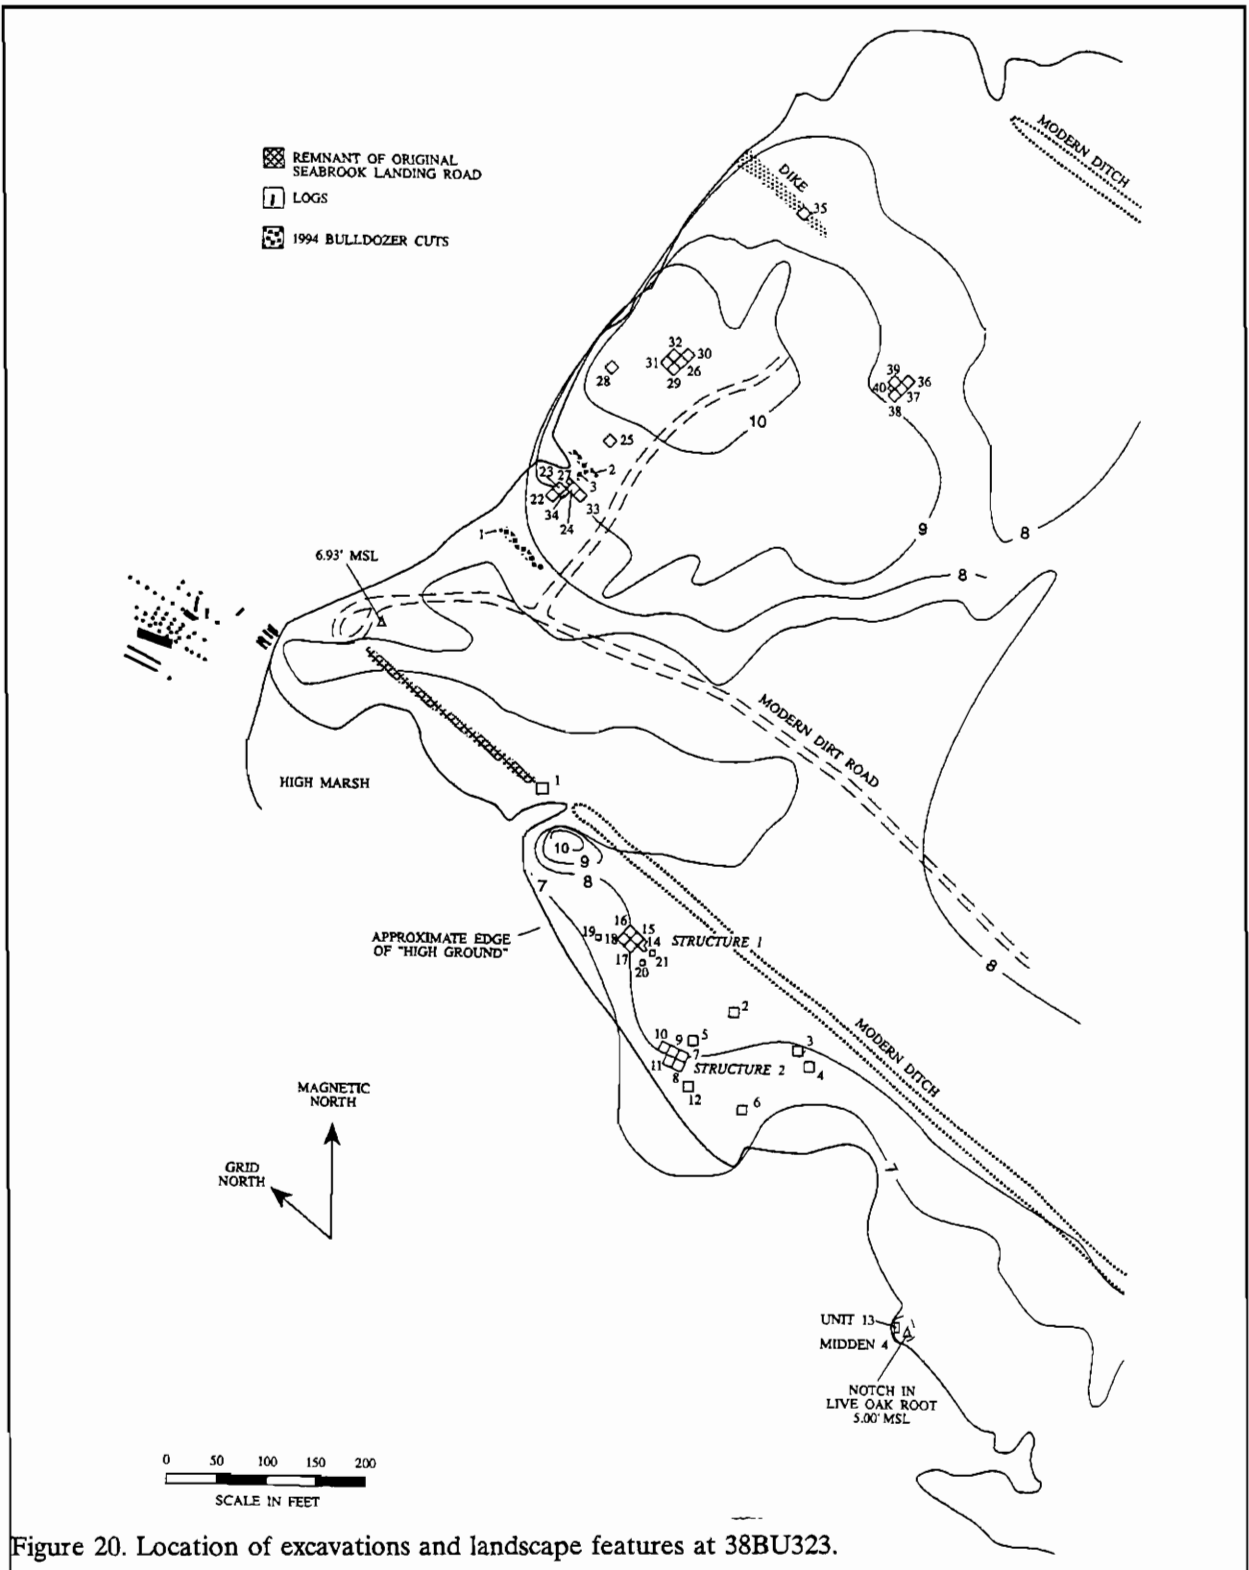 REMNANT OF ORIGINAL
SEABROOK LANDING ROAD
LOGS
1994 BULLDOZER CUTS
MODERN DITCH
DIKE
35
32
30
31
26
29
28
39
36
40
37
38
10
25
2
23
27
3
22
34
33
24
1
9
8
8
6.93' MSL
MODERN DIRT ROAD
HIGH MARSH
1
10
9
8
7
APPROXIMATE EDGE
OF "HIGH GROUND"
16
15
19
18
14
STRUCTURE 1
17
21
20
8
2
10
9
5
3
7
11
STRUCTURE 2
4
8
12
6
MODERN DITCH
7
MAGNETIC
NORTH
GRID
NORTH
UNIT 13
MIDDEN 4
NOTCH IN
LIVE OAK ROOT
5.00' MSL
0 50 100 150 200
SCALE IN FEET
Figure 20. Location of excavations and landscape features at 38BU323.